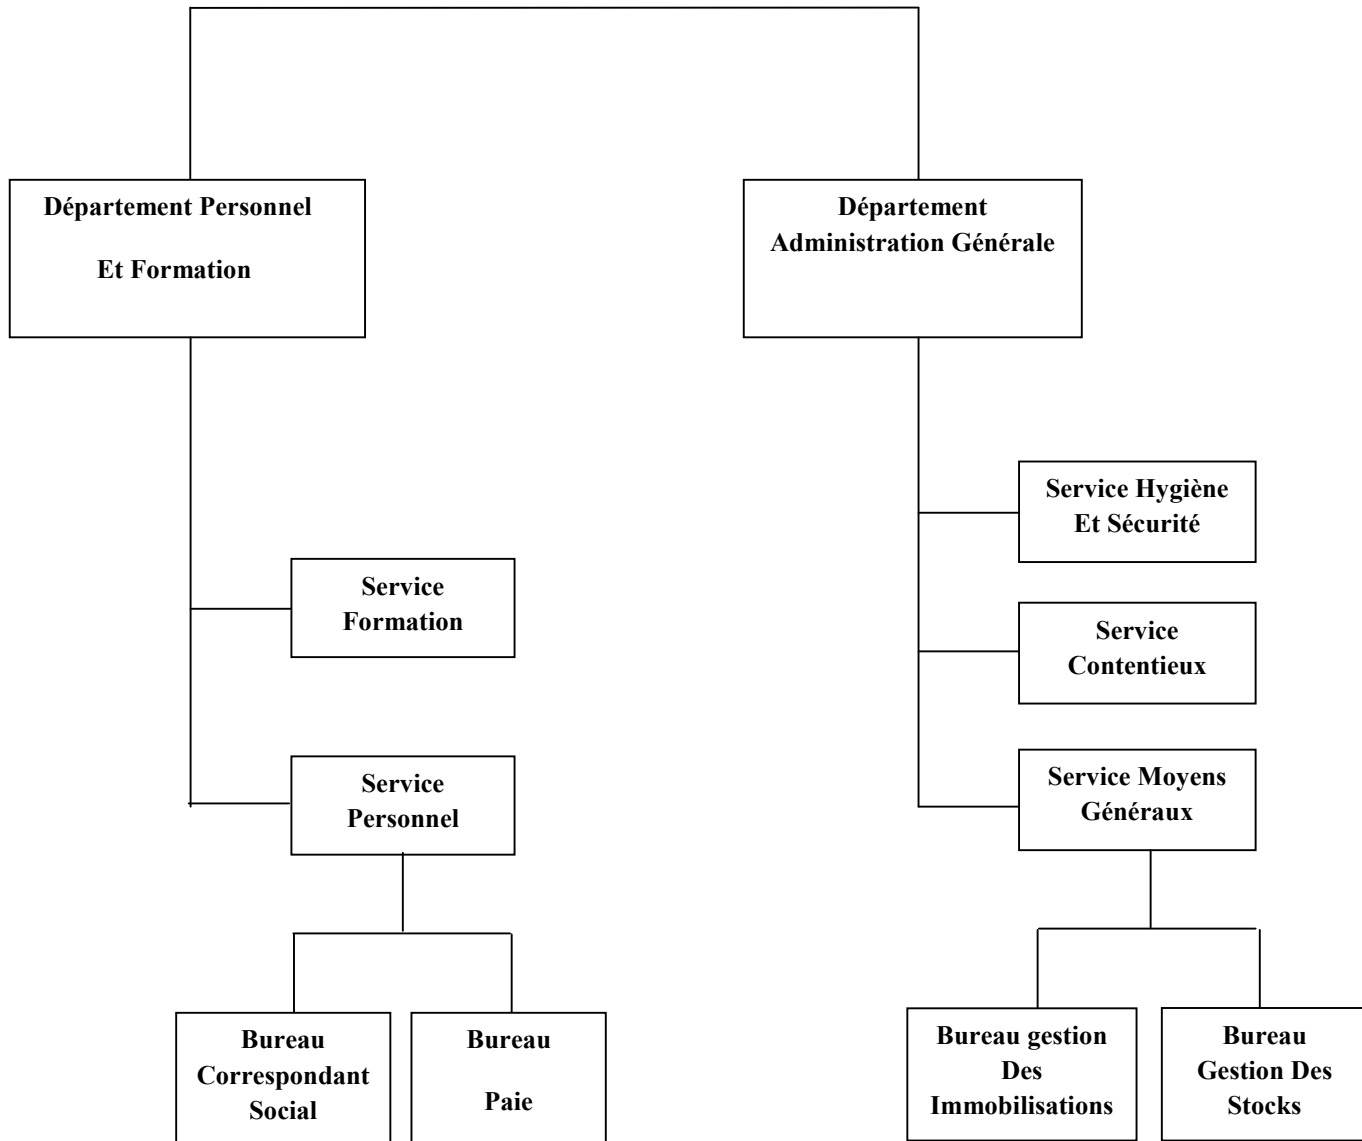 Département Personnel
Et Formation
Département
Administration Générale
Service Hygiène
Et Sécurité
Service
Formation
Service
Contentieux
Service
Personnel
Service Moyens
Généraux
Bureau
Correspondant
Social
Bureau
Paie
Bureau gestion
Des
Immobilisations
Bureau
Gestion Des
Stocks